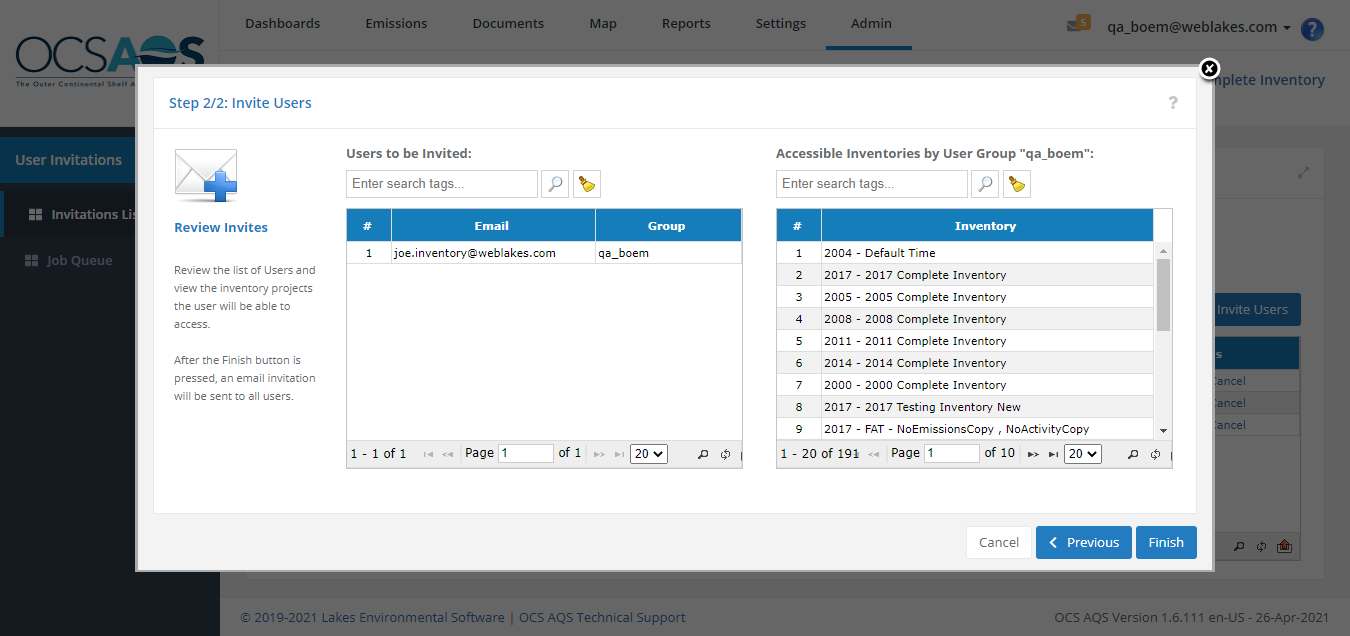 Dashboards Emissions Documents Map Reports Settings Admin 5 qa_boem@weblakes.com ?
OCSAQS
The Outer Continental Shelf A
plete Inventory
User Invitations
Invitations Lis
Job Queue
Step 2/2: Invite Users ?
Review Invites
Review the list of Users and
view the inventory projects
the user will be able to
access.
After the Finish button is
pressed, an email invitation
will be sent to all users.
Users to be Invited:
Enter search tags...
# Email Group
1 joe.inventory@weblakes.com qa_boem
1 - 1 of 1 Page 1 of 1 20
Accessible Inventories by User Group "qa_boem":
Enter search tags...
# Inventory
1 2004 - Default Time
2 2017 - 2017 Complete Inventory
3 2005 - 2005 Complete Inventory
4 2008 - 2008 Complete Inventory
5 2011 - 2011 Complete Inventory
6 2014 - 2014 Complete Inventory
7 2000 - 2000 Complete Inventory
8 2017 - 2017 Testing Inventory New
9 2017 - FAT - NoEmissionsCopy , NoActivityCopy
1 - 20 of 191 Page 1 of 10 20
Invite Users
s
Cancel
Cancel
Cancel
Cancel Previous Finish
© 2019-2021 Lakes Environmental Software | OCS AQS Technical Support
OCS AQS Version 1.6.111 en-US - 26-Apr-2021